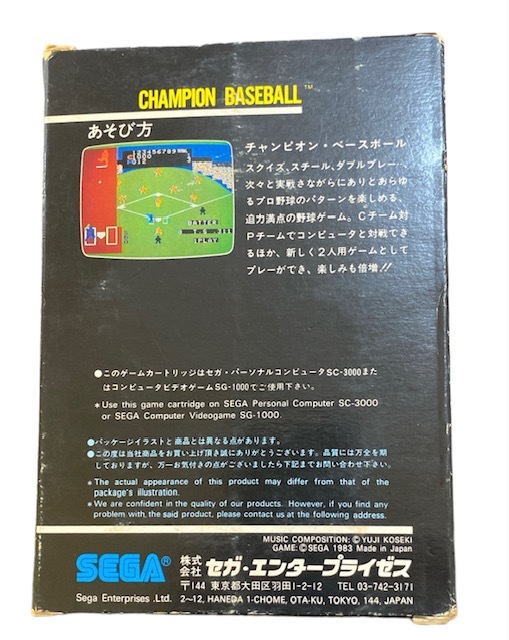 CHAMPION BASEBALL™
あそび方
123456789
BATTER
PLAY
チャンピオン・ベースボール
スクイズ、スチール、ダブルプレー…
次々と実戦さながらにありとあらゆ
るプロ野球のパターンを楽しめる、
迫力満点の野球ゲーム。Cチーム対
Pチームでコンピュータと対戦でき
るほか、新しく2人用ゲームとして
プレーができ、楽しみも倍増!!
●このゲームカートリッジはセガ・パーソナルコンピュータSC-3000また
はコンピュータビデオゲームSG-1000でご使用下さい。
*Use this game cartridge on SEGA Personal Computer SC-3000
or SEGA Computer Videogame SG-1000.
●パッケージイラストと商品とは異なる点があります。
●この度は当社商品をお買い上げ頂き誠にありがとうございます。品質には万全を期
しておりますが、万一お気付きの点がございましたら下記までお問い合わせ下さい。
*The actual appearance of this product may differ from that of the
package's illustration.
*We are confident in the quality of our products. However, if you find any
problem with the said product, please contact us at the following address.
MUSIC COMPOSITION: ©YUJI KOSEKI
GAME: ©SEGA 1983 Made in Japan
SEGA® 株式会社 セガ・エンタープライゼス
〒144 東京都大田区羽田1-2-12 TEL 03-742-3171
Sega Enterprises .Ltd. 2~12, HANEDA 1-CHOME, OTA-KU, TOKYO, 144, JAPAN